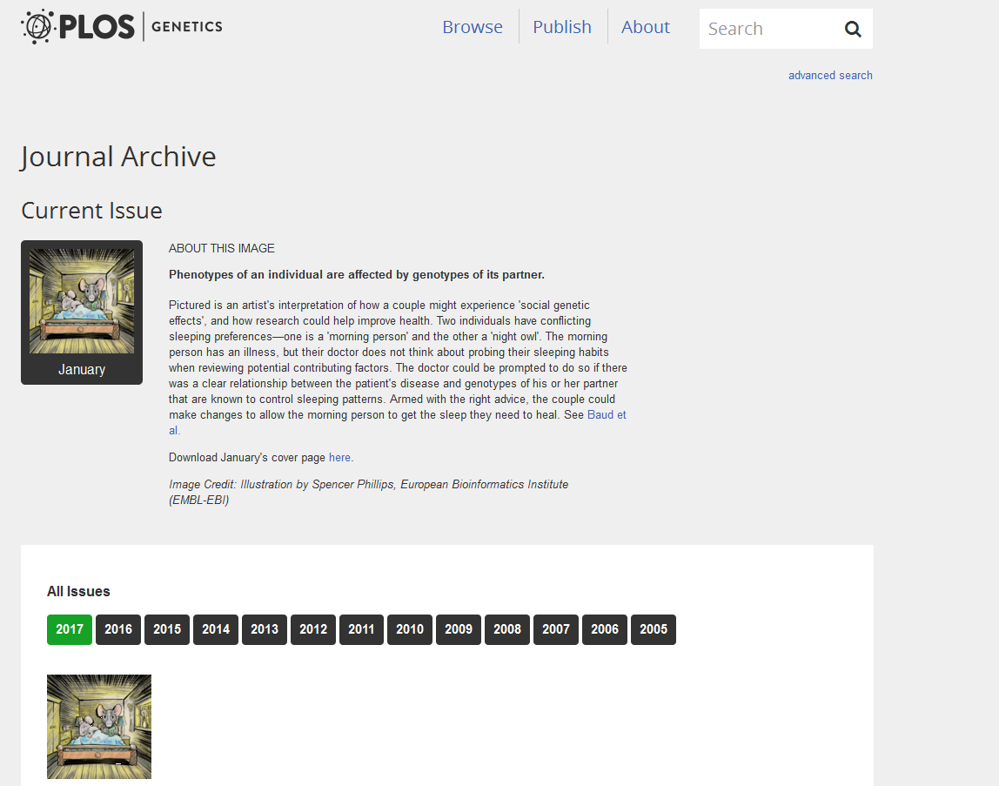 PLOS GENETICS
Browse
Publish
About
Search
advanced search
Journal Archive
Current Issue
January
ABOUT THIS IMAGE
Phenotypes of an individual are affected by genotypes of its partner.
Pictured is an artist's interpretation of how a couple might experience 'social genetic
effects', and how research could help improve health. Two individuals have conflicting
sleeping preferences—one is a 'morning person' and the other a 'night owl'. The morning
person has an illness, but their doctor does not think about probing their sleeping habits
when reviewing potential contributing factors. The doctor could be prompted to do so if there
was a clear relationship between the patient's disease and genotypes of his or her partner
that are known to control sleeping patterns. Armed with the right advice, the couple could
make changes to allow the morning person to get the sleep they need to heal. See Baud et
al.
Download January's cover page here.
Image Credit: Illustration by Spencer Phillips, European Bioinformatics Institute
(EMBL-EBI)
All Issues
2017 2016 2015 2014 2013 2012 2011 2010 2009 2008 2007 2006 2005